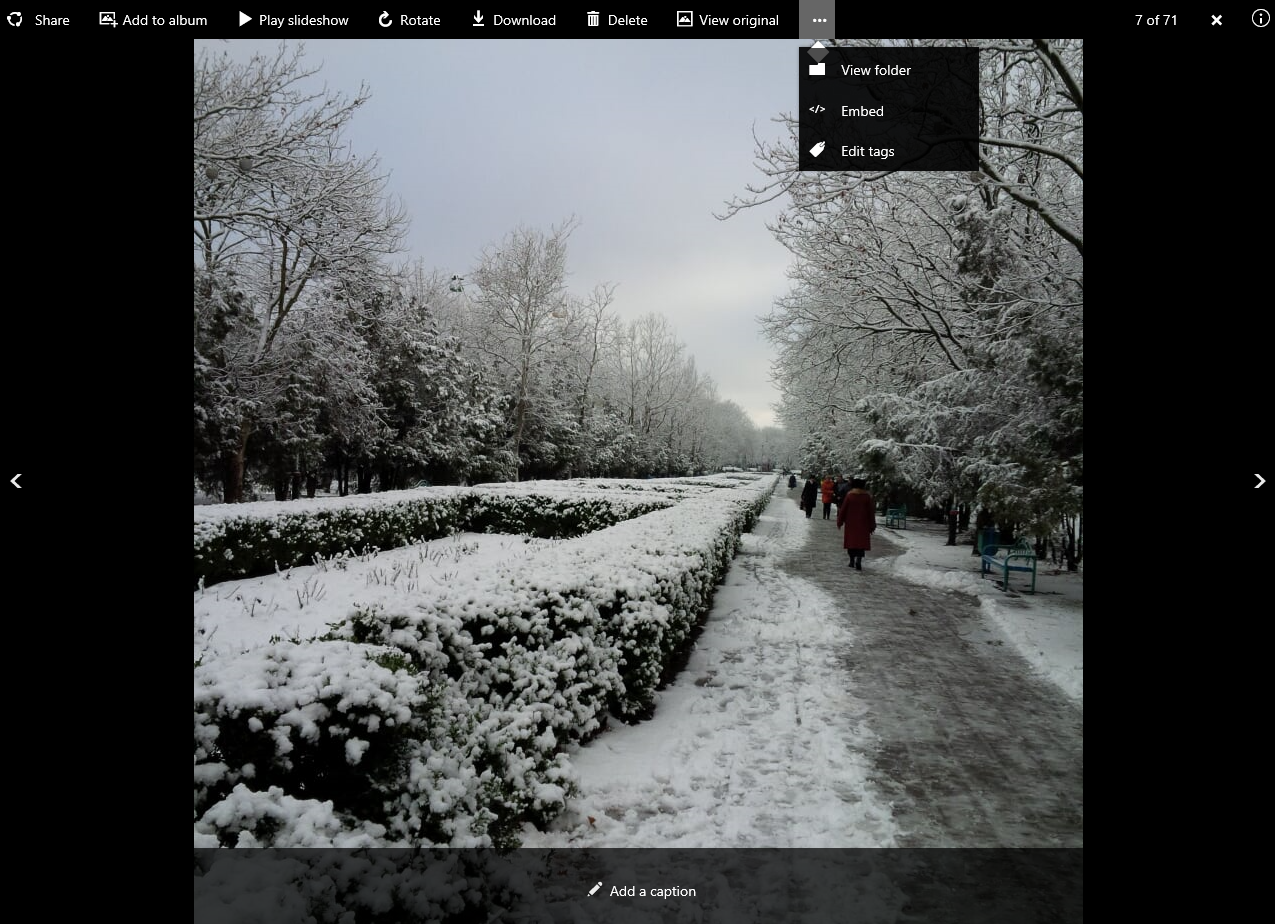 Share Add to album Play slideshow Rotate Download Delete View original ... 7 of 71
View folder
</> Embed
Edit tags
Add a caption